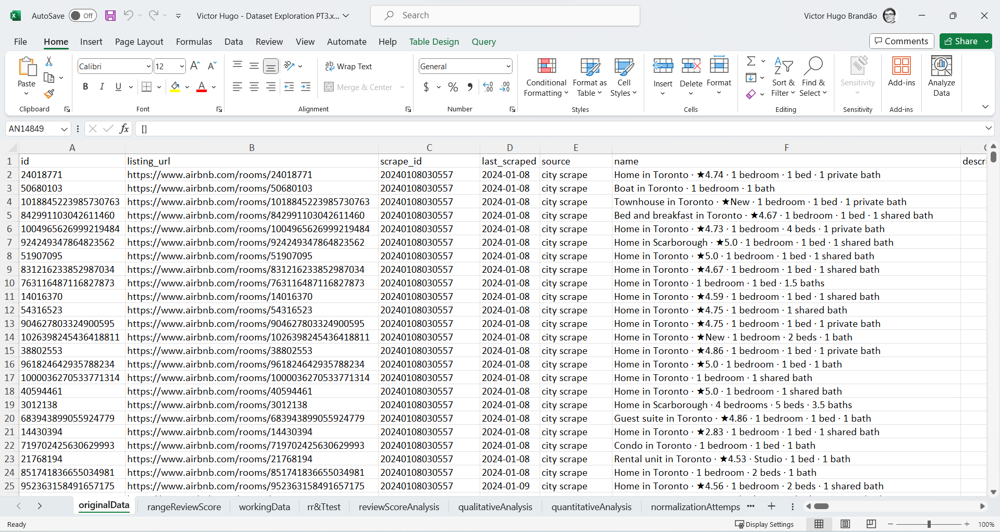 AutoSave Off Victor Hugo - Dataset Exploration PT3.x... Search Victor Hugo Brandão
File Home Insert Page Layout Formulas Data Review View Automate Help Table Design Query Comments Share
Paste Calibri 12 Wrap Text General Conditional Formatting Format as Table Cell Styles Insert Delete Format Sort & Filter Find & Select Sensitivity Add-ins Analyze Data
B I U A Merge & Center $ %
Clipboard Font Alignment Number Styles Cells Editing Sensitivity Add-ins
AN14849 fx []
A B C D E F
1 id listing_url scrape_id last_scraped source name descri
2 24018771 https://www.airbnb.com/rooms/24018771 20240108030557 2024-01-08 city scrape Home in Toronto · ★4.74 · 1 bedroom · 1 bed · 1 private bath
3 50680103 https://www.airbnb.com/rooms/50680103 20240108030557 2024-01-08 city scrape Boat in Toronto · 1 bedroom · 1 bath
4 1018845223985730763 https://www.airbnb.com/rooms/1018845223985730763 20240108030557 2024-01-08 city scrape Townhouse in Toronto · ★New · 1 bedroom · 1 bed · 1 private bath
5 842991103042611460 https://www.airbnb.com/rooms/842991103042611460 20240108030557 2024-01-08 city scrape Bed and breakfast in Toronto · ★4.67 · 1 bedroom · 1 bed · 1 shared bath
6 1004965626999219484 https://www.airbnb.com/rooms/1004965626999219484 20240108030557 2024-01-08 city scrape Home in Toronto · ★4.73 · 1 bedroom · 4 beds · 1 private bath
7 924249347864823562 https://www.airbnb.com/rooms/924249347864823562 20240108030557 2024-01-08 city scrape Home in Scarborough · ★5.0 · 1 bedroom · 1 bed · 1 shared bath
8 51907095 https://www.airbnb.com/rooms/51907095 20240108030557 2024-01-08 city scrape Home in Toronto · ★5.0 · 1 bedroom · 1 bed · 1 shared bath
9 831216233852987034 https://www.airbnb.com/rooms/831216233852987034 20240108030557 2024-01-08 city scrape Home in Toronto · ★4.67 · 1 bedroom · 1 bed · 1 shared bath
10 763116487116827873 https://www.airbnb.com/rooms/763116487116827873 20240108030557 2024-01-08 city scrape Home in Toronto · 1 bedroom · 1 bed · 1.5 baths
11 14016370 https://www.airbnb.com/rooms/14016370 20240108030557 2024-01-08 city scrape Home in Toronto · ★4.59 · 1 bedroom · 1 bed · 1 shared bath
12 54316523 https://www.airbnb.com/rooms/54316523 20240108030557 2024-01-08 city scrape Home in Toronto · ★4.75 · 1 bedroom · 1 shared bath
13 904627803324900595 https://www.airbnb.com/rooms/904627803324900595 20240108030557 2024-01-08 city scrape Home in Toronto · ★4.75 · 1 bedroom · 1 bed · 1 private bath
14 1026398245436418811 https://www.airbnb.com/rooms/1026398245436418811 20240108030557 2024-01-08 city scrape Home in Toronto · ★New · 1 bedroom · 2 beds · 1 bath
15 38802553 https://www.airbnb.com/rooms/38802553 20240108030557 2024-01-08 city scrape Home in Toronto · ★4.86 · 1 bedroom · 1 bed · 1 private bath
16 961824642935788234 https://www.airbnb.com/rooms/961824642935788234 20240108030557 2024-01-08 city scrape Home in Toronto · ★5.0 · 1 bedroom · 1 bed · 1 bath
17 1000036270533771314 https://www.airbnb.com/rooms/1000036270533771314 20240108030557 2024-01-08 city scrape Home in Toronto · 1 bedroom · 1 shared bath
18 40594461 https://www.airbnb.com/rooms/40594461 20240108030557 2024-01-08 city scrape Home in Toronto · ★5.0 · 1 bedroom · 1 shared bath
19 3012138 https://www.airbnb.com/rooms/3012138 20240108030557 2024-01-08 city scrape Home in Scarborough · 4 bedrooms · 5 beds · 3.5 baths
20 683943899055924779 https://www.airbnb.com/rooms/683943899055924779 20240108030557 2024-01-08 city scrape Guest suite in Toronto · ★4.86 · 1 bedroom · 1 bed · 1 bath
21 14430394 https://www.airbnb.com/rooms/14430394 20240108030557 2024-01-08 city scrape Home in Toronto · ★2.83 · 1 bedroom · 1 bed · 1 shared bath
22 719702425630629993 https://www.airbnb.com/rooms/719702425630629993 20240108030557 2024-01-08 city scrape Condo in Toronto · 1 bedroom · 1 bed · 1 bath
23 21768194 https://www.airbnb.com/rooms/21768194 20240108030557 2024-01-08 city scrape Rental unit in Toronto · ★4.53 · Studio · 1 bed · 1 bath
24 851741836655034981 https://www.airbnb.com/rooms/851741836655034981 20240108030557 2024-01-08 city scrape Home in Toronto · 1 bedroom · 2 beds · 1 bath
25 952363158491657175 https://www.airbnb.com/rooms/952363158491657175 20240108030557 2024-01-09 city scrape Home in Toronto · ★4.56 · 1 bedroom · 2 beds · 1 shared bath
originalData rangeReviewScore workingData rr&Ttest reviewScoreAnalysis qualitativeAnalysis quantitativeAnalysis normalizationAttemps
Ready Display Settings 100%